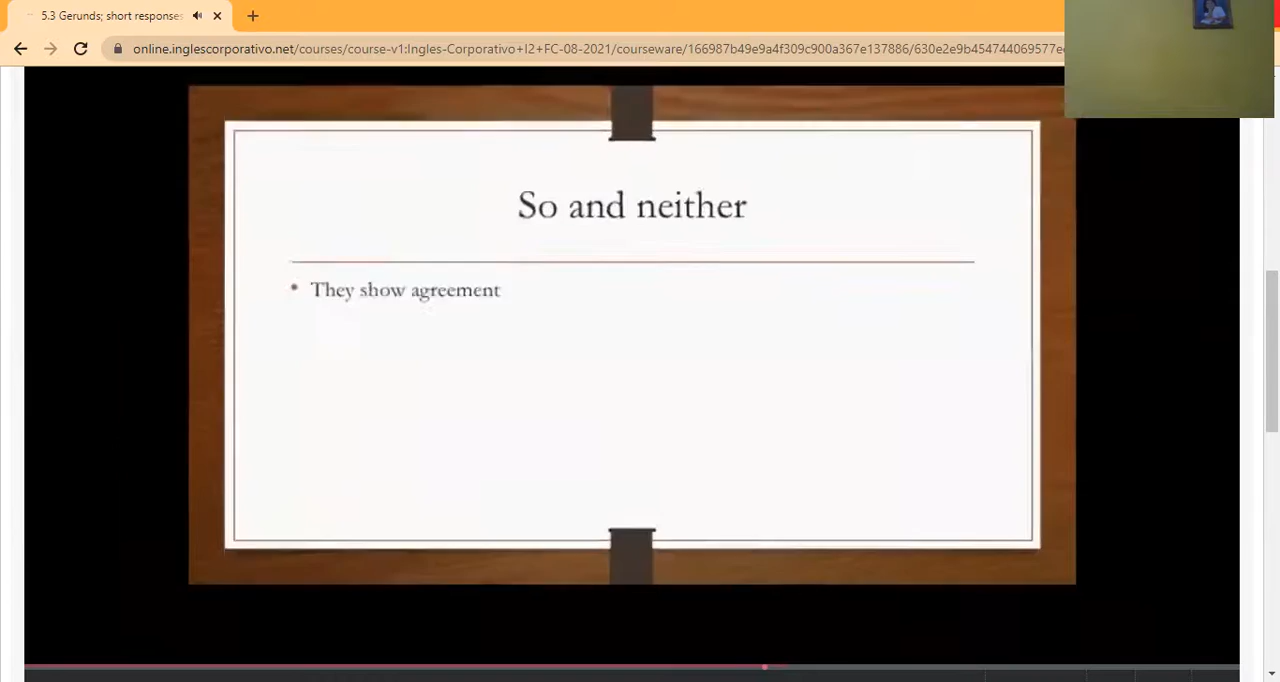 5.3 Gerunds; short responses
online.inglescorporativo.net/courses/course-v1:Ingles-Corporativo+I2+FC-08-2021/courseware/166987b49e9a4f309c900a367e137886/630e2e9b454744069577e
So and neither
• They show agreement